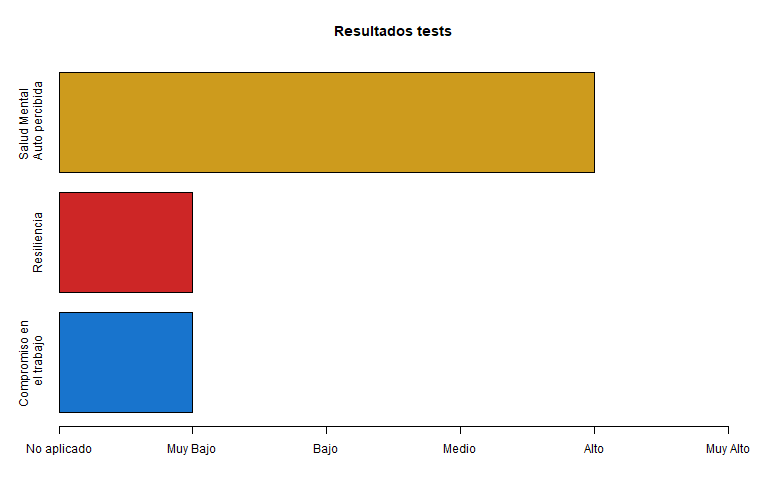 Resultados tests
Salud Mental
Auto percibida
Resiliencia
Compromiso en
el trabajo
No aplicado
Muy Bajo
Bajo
Medio
Alto
Muy Alto